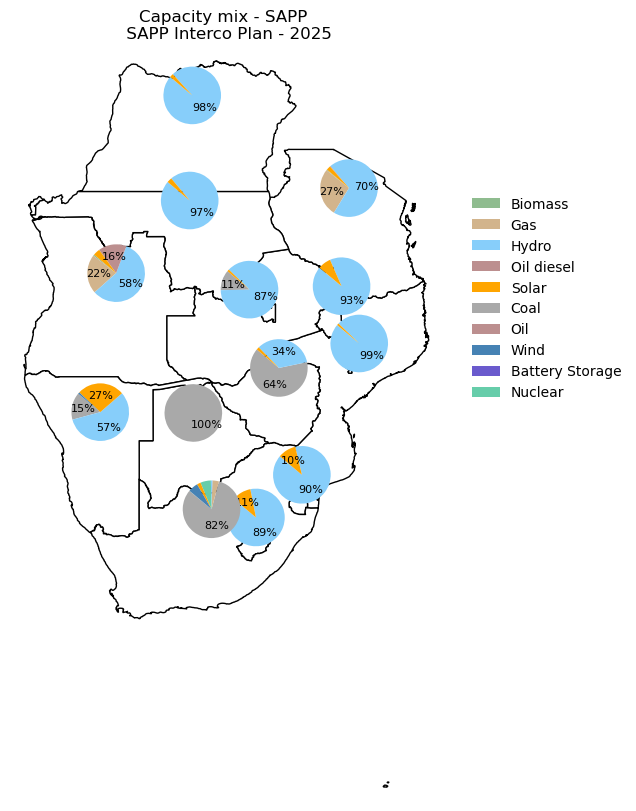 Capacity mix - SAPP
SAPP Interco Plan - 2025
98%
97%
70%
27%
16%
22%
58%
11%
87%
93%
99%
34%
64%
27%
15%
57%
100%
10%
90%
11%
89%
82%
Biomass
Gas
Hydro
Oil diesel
Solar
Coal
Oil
Wind
Battery Storage
Nuclear